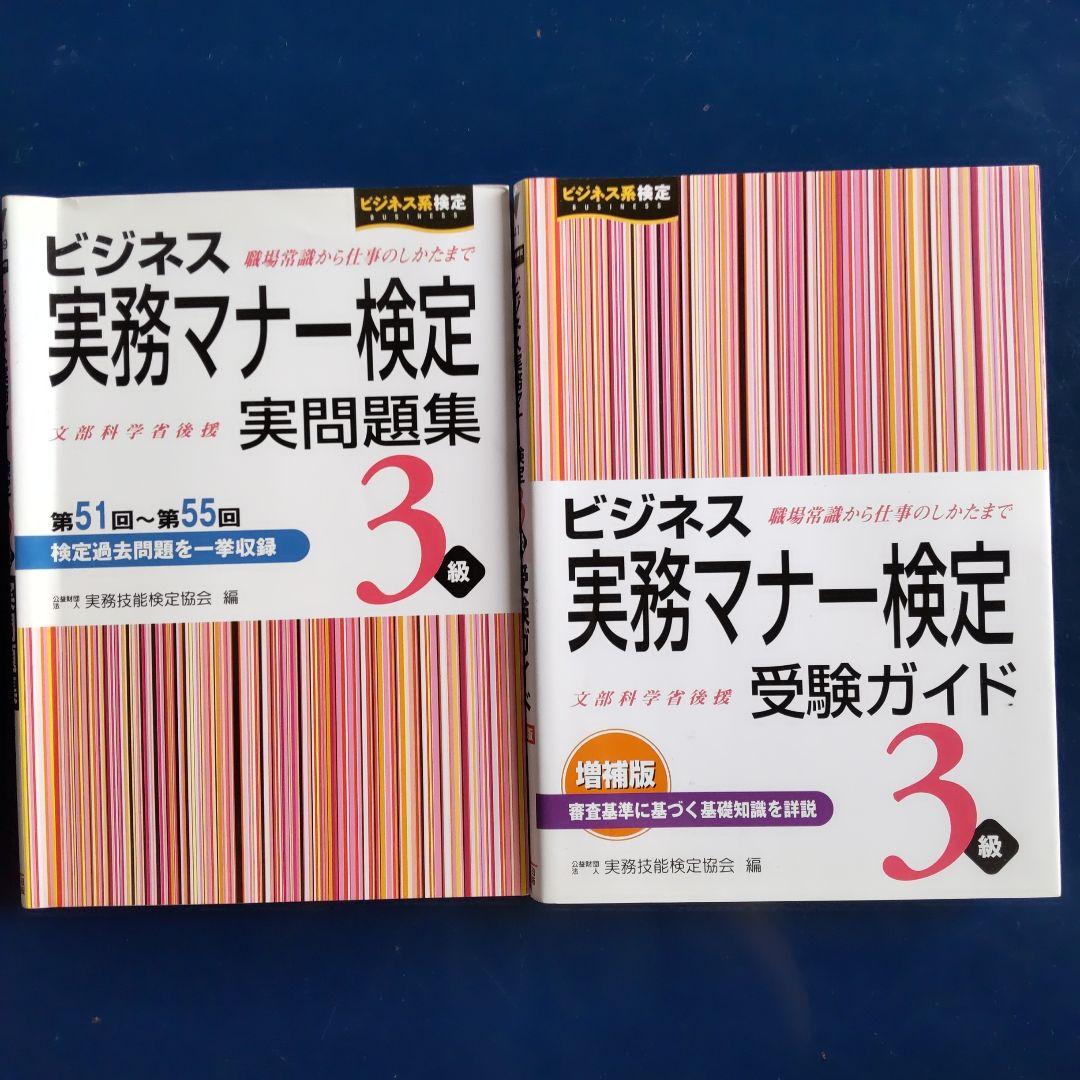 ビジネス系検定
BUSINESS
ビジネス
職場常識から仕事のしかたまで
実務マナー検定
文部科学省後援
実問題集
3級
第51回～第55回
検定過去問題を一挙収録
公益財団法人 実務技能検定協会 編
ビジネス系検定
BUSINESS
ビジネス
職場常識から仕事のしかたまで
実務マナー検定
文部科学省後援
受験ガイド
3級
増補版
審査基準に基づく基礎知識を詳説
公益財団法人 実務技能検定協会 編